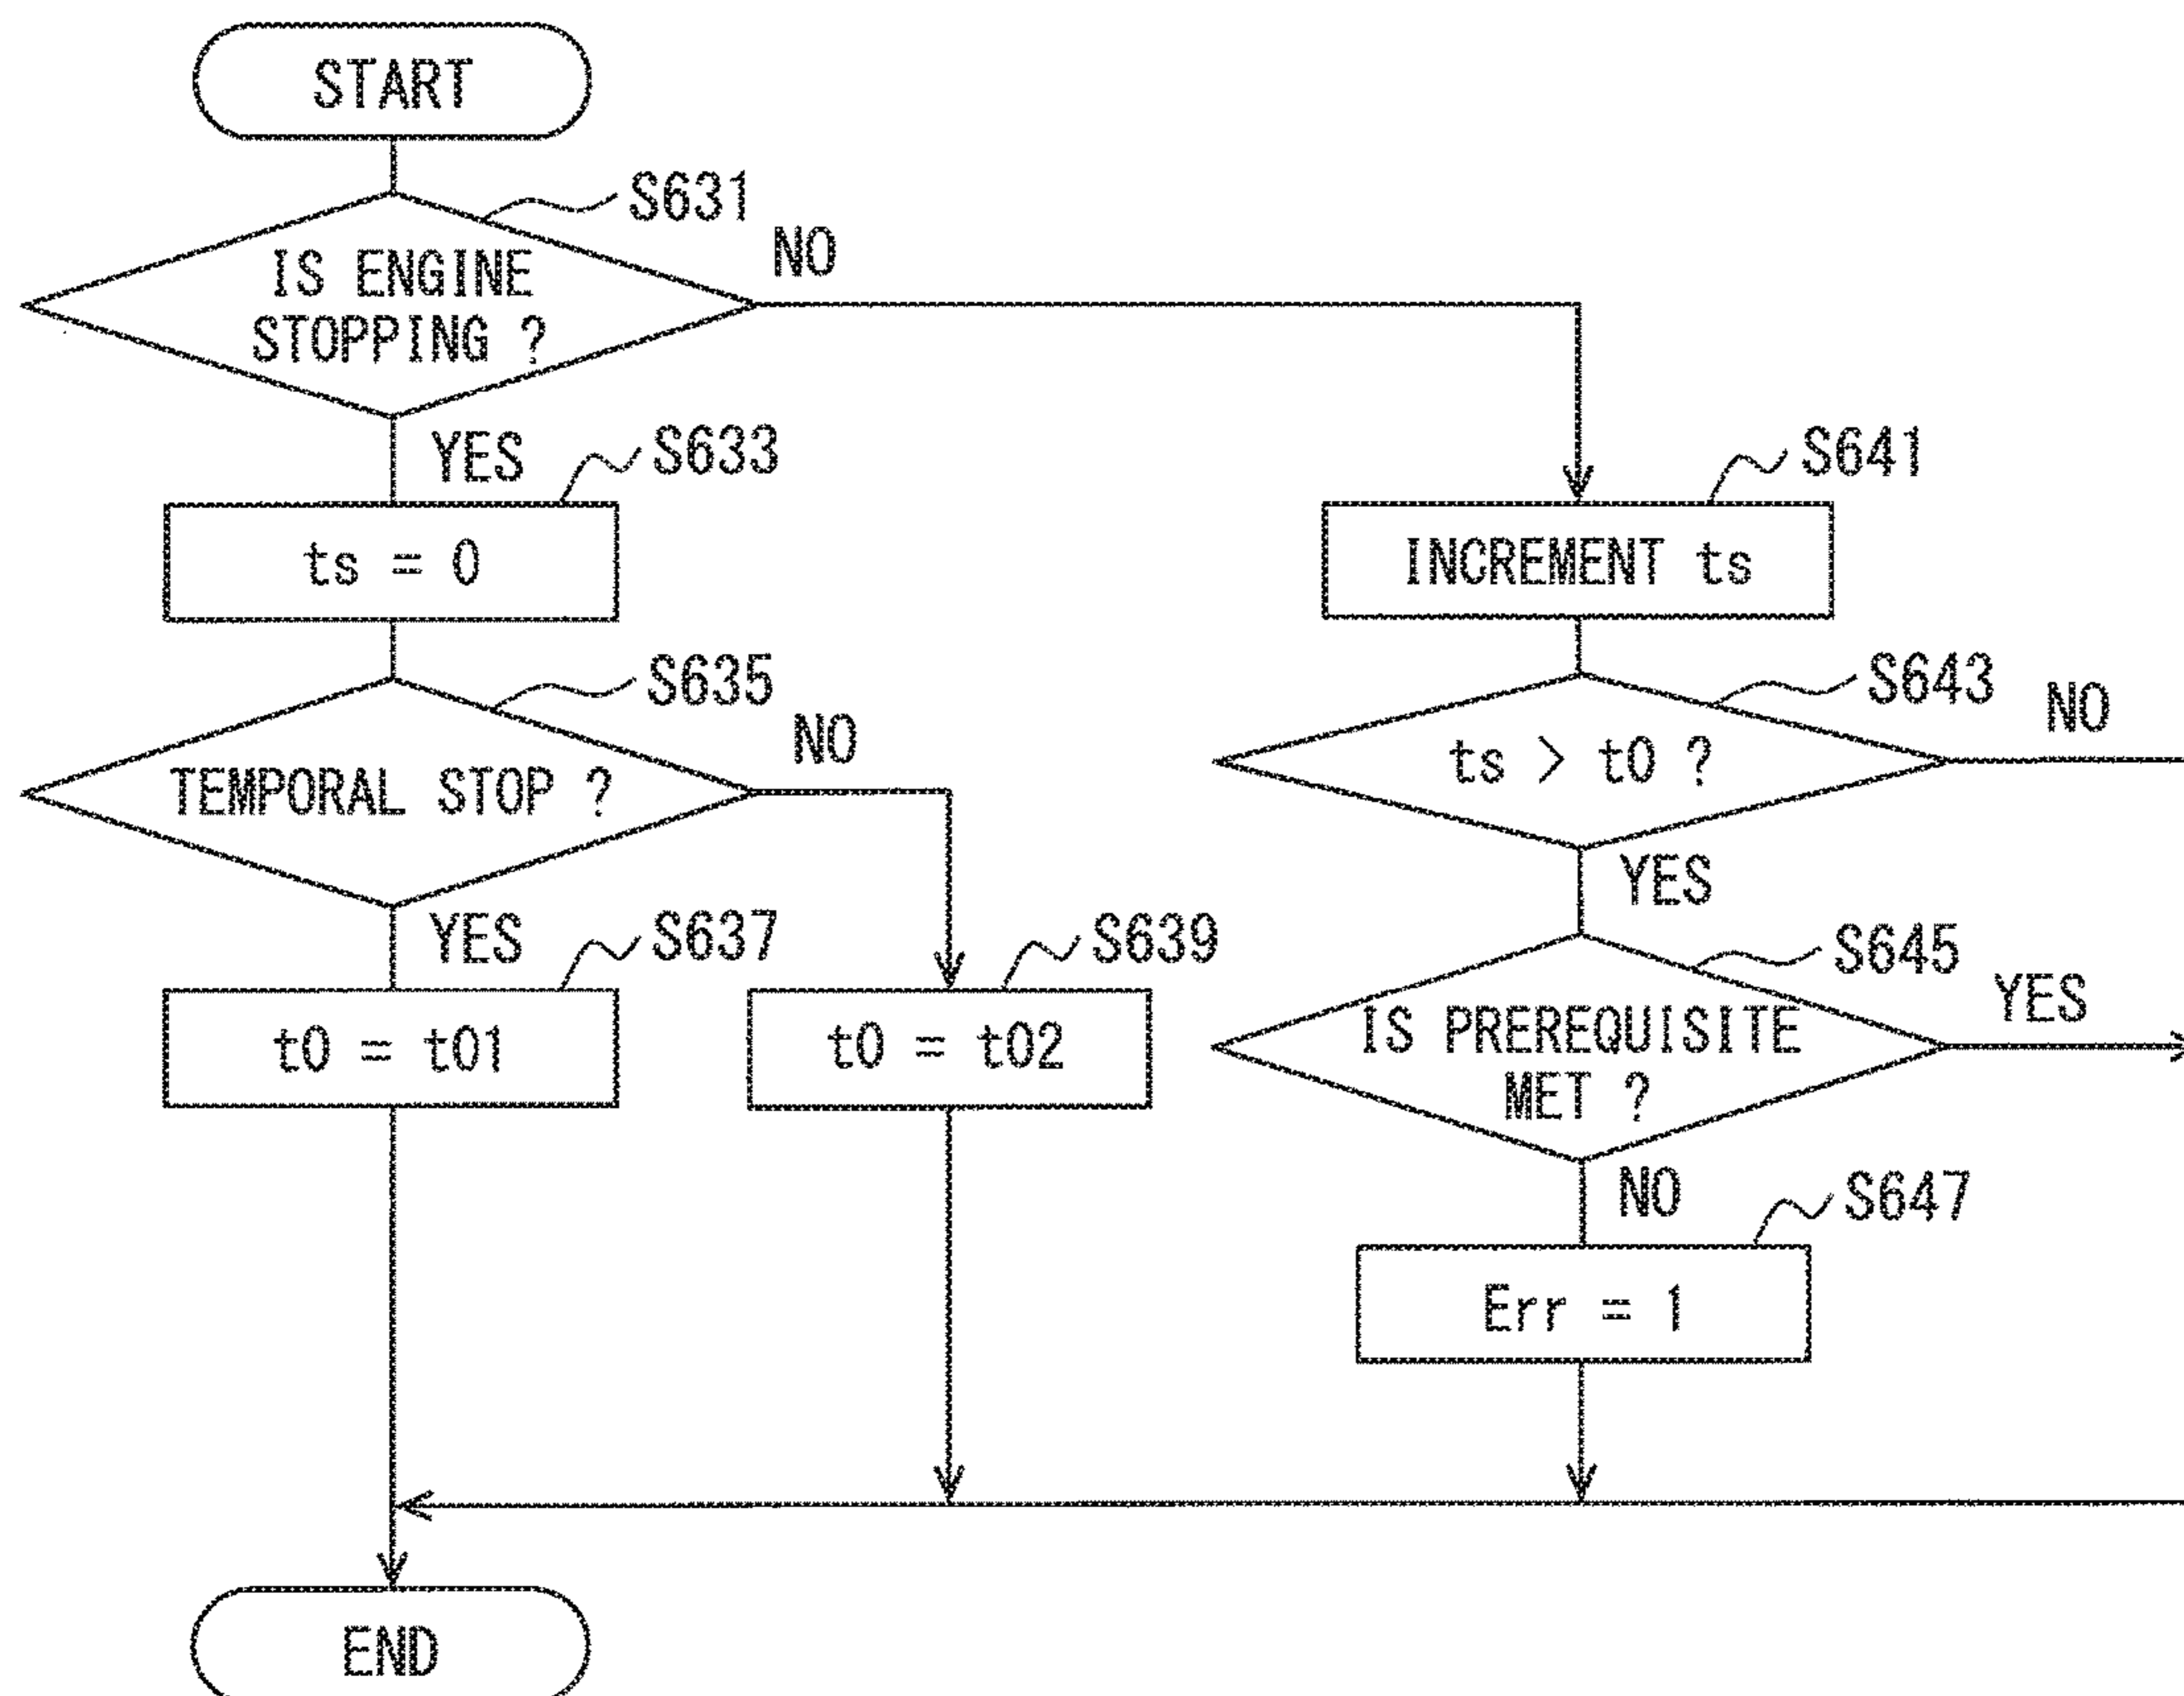 START
S631
NO
IS ENGINE
STOPPING ?
YES
S633
ts = 0
S635
NO
TEMPORAL STOP ?
YES
S637
t0 = t01
S639
t0 = t02
S641
INCREMENT ts
S643
NO
ts > t0 ?
YES
S645
YES
IS PREREQUISITE
MET ?
NO
S647
Err = 1
END